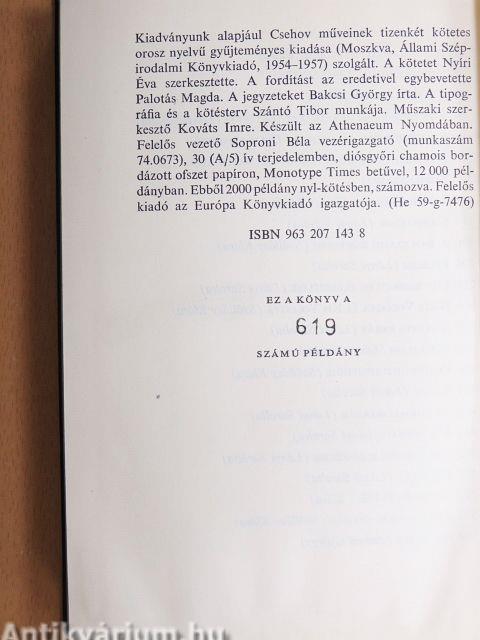 Kiadványunk alapjául Csehov műveinek tizenkét kötetes
orosz nyelvű gyűjteményes kiadása (Moszkva, Állami Szép-
irodalmi Könyvkiadó, 1954–1957) szolgált. A kötetet Nyíri
Éva szerkesztette. A fordítást az eredetivel egybevetette
Palotás Magda. A jegyzeteket Bakcsi György írta. A tipog-
ráfia és a kötésterv Szántó Tibor munkája. Műszaki szer-
kesztő Kováts Imre. Készült az Athenaeum Nyomdában.
Felelős vezető Soproni Béla vezérigazgató (munkaszám
74.0673), 30 (A/5) ív terjedelemben, diósgyőri chamois bor-
dázott ofszet papíron, Monotype Times betűvel, 12 000 pél-
dányban. Ebből 2000 példány nyl-kötésben, számozva. Felelős
kiadó az Európa Könyvkiadó igazgatója. (He 59-g-7476)
ISBN 963 207 143 8
EZ A KÖNYV A
619
SZÁMÚ PÉLDÁNY
Antikvárium.hu